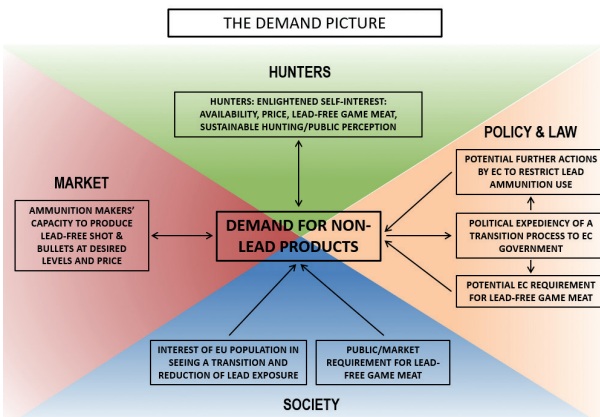 THE DEMAND PICTURE
HUNTERS
HUNTERS: ENLIGHTENED SELF-INTEREST:
AVAILABILITY, PRICE, LEAD-FREE GAME MEAT,
SUSTAINABLE HUNTING/PUBLIC PERCEPTION
POLICY & LAW
POTENTIAL FURTHER ACTIONS
BY EC TO RESTRICT LEAD
AMMUNITION USE
MARKET
AMMUNITION MAKERS'
CAPACITY TO PRODUCE
LEAD-FREE SHOT &
BULLETS AT DESIRED
LEVELS AND PRICE
DEMAND FOR NON-
LEAD PRODUCTS
POLITICAL EXPEDIENCY OF A
TRANSITION PROCESS TO EC
GOVERNMENT
POTENTIAL EC REQUIREMENT
FOR LEAD-FREE GAME MEAT
INTEREST OF EU POPULATION IN
SEEING A TRANSITION AND
REDUCTION OF LEAD EXPOSURE
PUBLIC/MARKET
REQUIREMENT FOR LEAD-
FREE GAME MEAT
SOCIETY